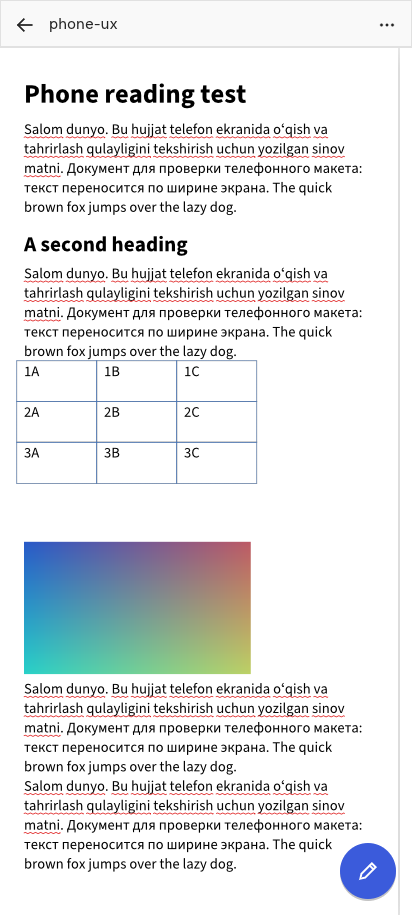 phone-ux
Phone reading test
Salom dunyo. Bu hujjat telefon ekranida oʻqish va
tahrirlash qulayligini tekshirish uchun yozilgan sinov
matni. Документ для проверки телефонного макета:
текст переносится по ширине экрана. The quick
brown fox jumps over the lazy dog.
A second heading
Salom dunyo. Bu hujjat telefon ekranida oʻqish va
tahrirlash qulayligini tekshirish uchun yozilgan sinov
matni. Документ для проверки телефонного макета:
текст переносится по ширине экрана. The quick
brown fox jumps over the lazy dog.
1A 1B 1C
2A 2B 2C
3A 3B 3C
Salom dunyo. Bu hujjat telefon ekranida oʻqish va
tahrirlash qulayligini tekshirish uchun yozilgan sinov
matni. Документ для проверки телефонного макета:
текст переносится по ширине экрана. The quick
brown fox jumps over the lazy dog.
Salom dunyo. Bu hujjat telefon ekranida oʻqish va
tahrirlash qulayligini tekshirish uchun yozilgan sinov
matni. Документ для проверки телефонного макета:
текст переносится по ширине экрана. The quick
brown fox jumps over the lazy dog.